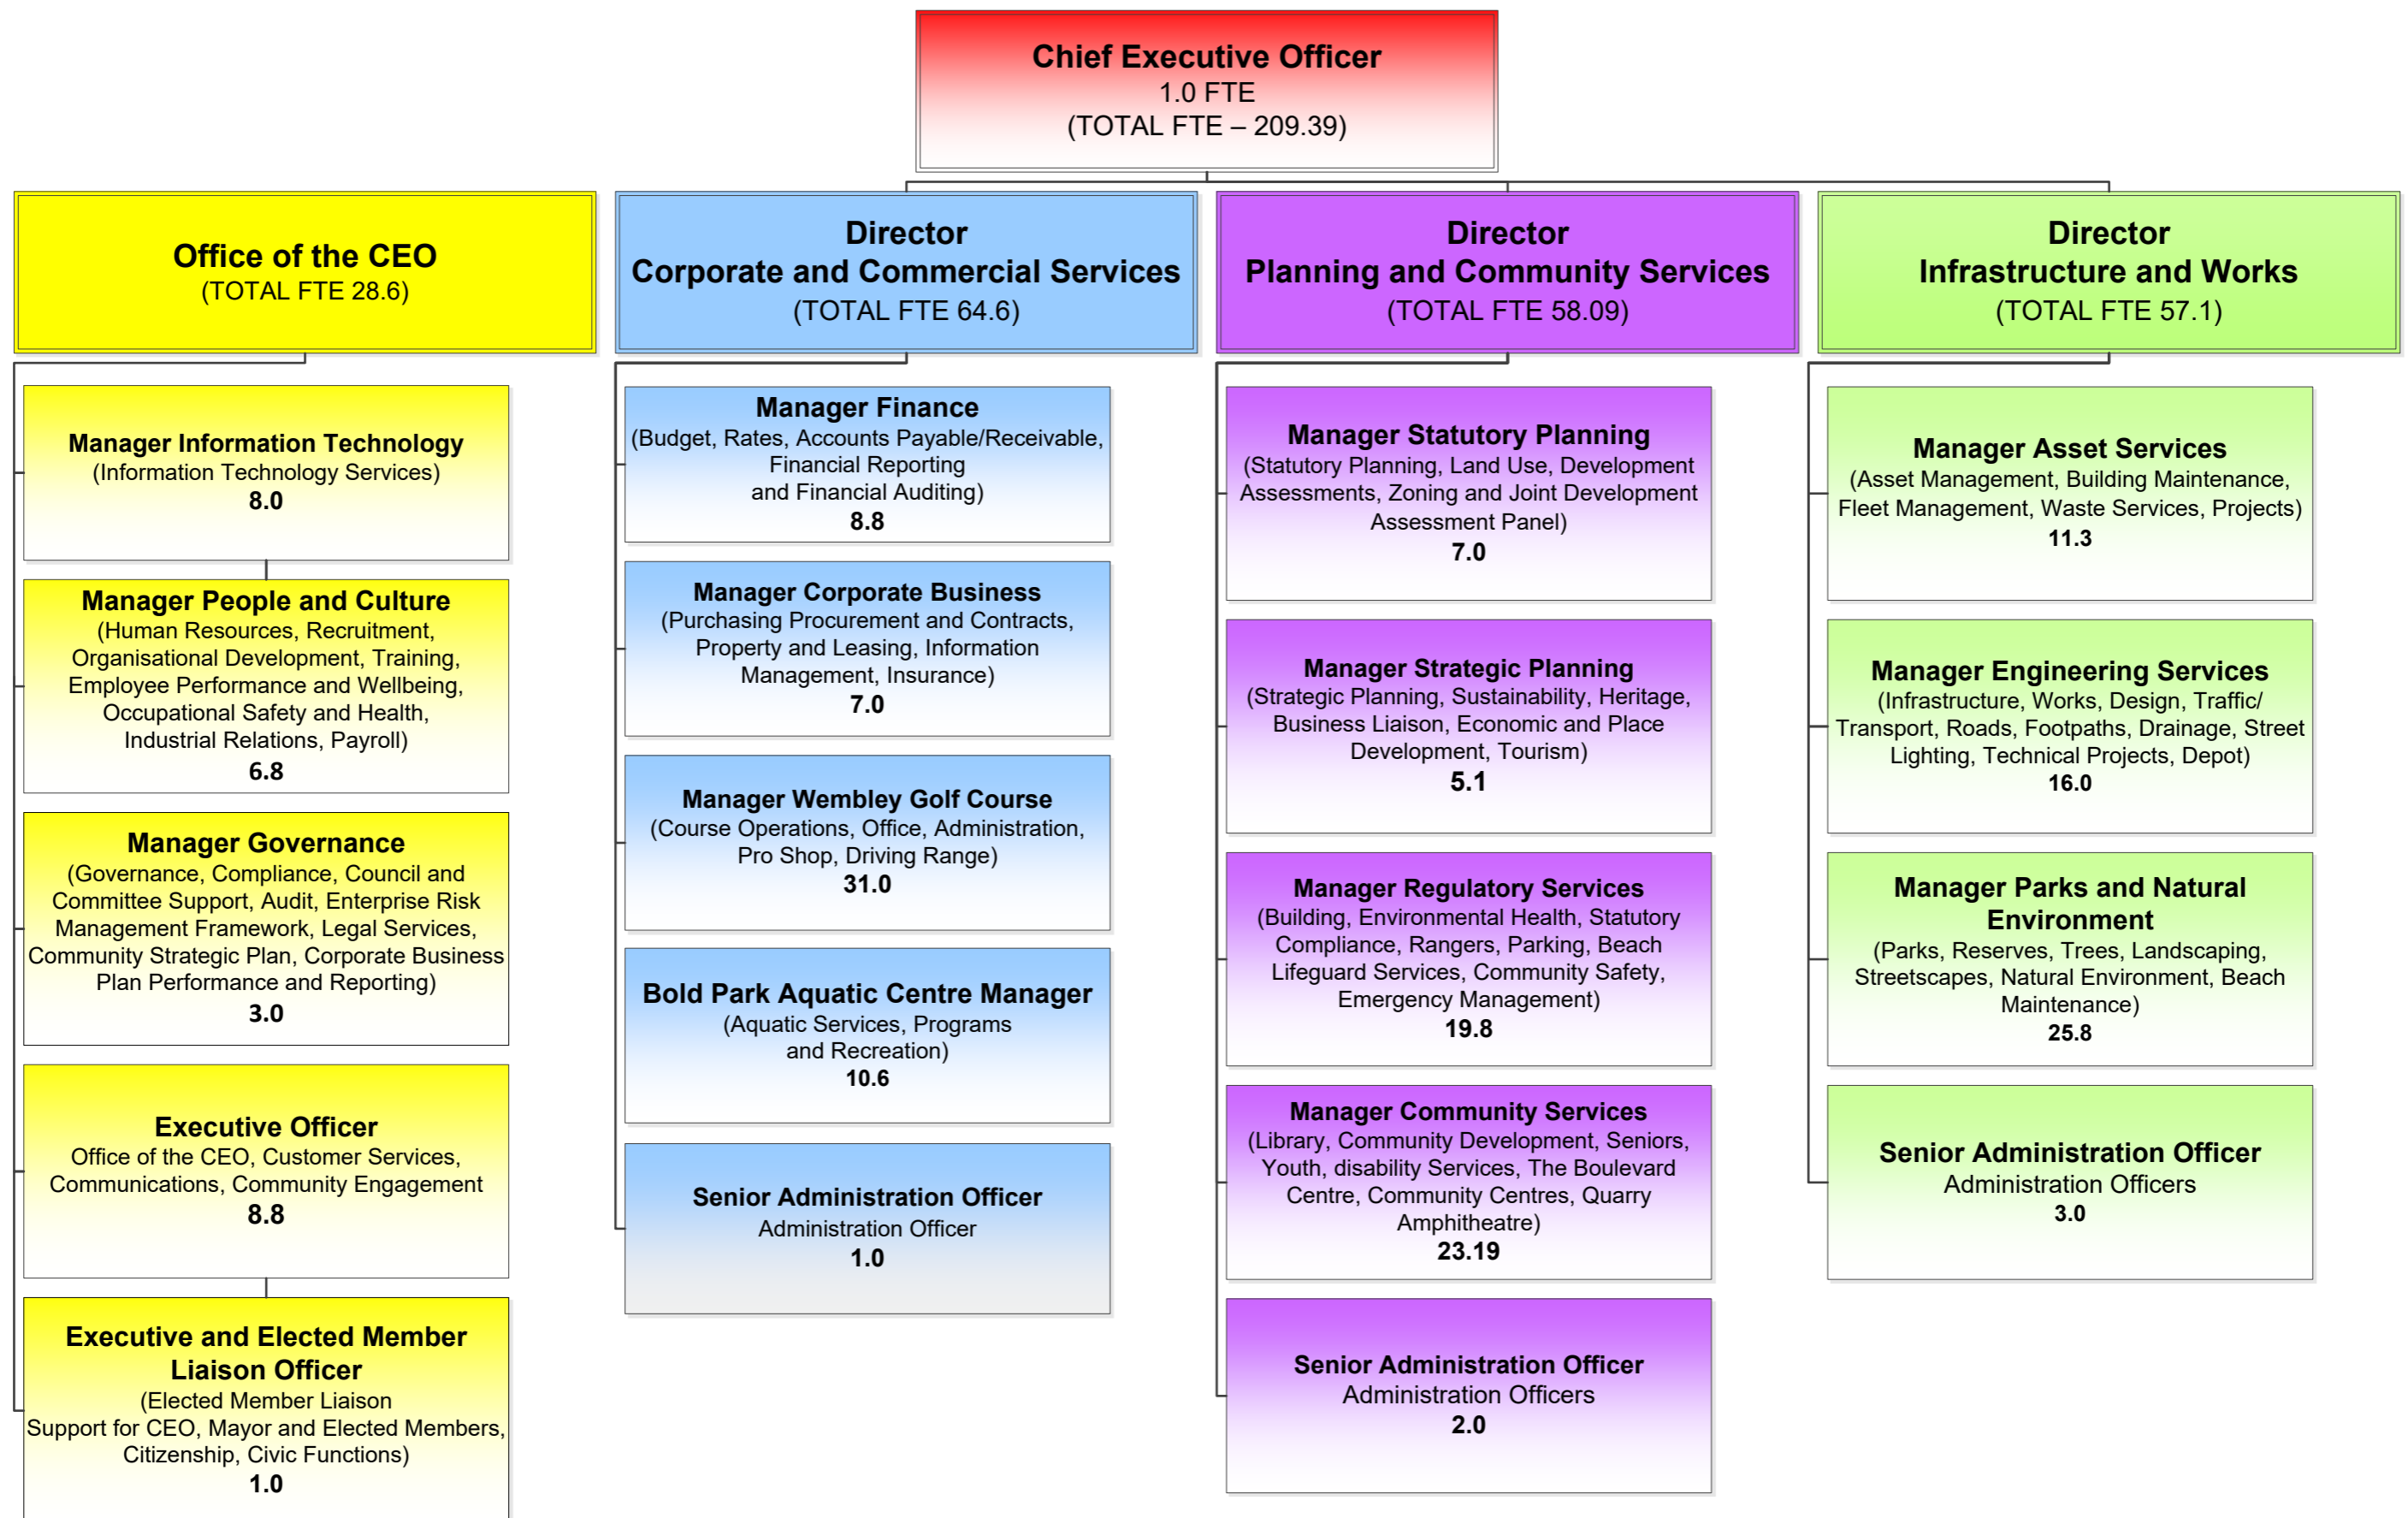 Chief Executive Officer
1.0 FTE
(TOTAL FTE – 209.39)
Office of the CEO
(TOTAL FTE 28.6)
Director
Corporate and Commercial Services
(TOTAL FTE 64.6)
Director
Planning and Community Services
(TOTAL FTE 58.09)
Director
Infrastructure and Works
(TOTAL FTE 57.1)
Manager Information Technology
(Information Technology Services)
8.0
Manager People and Culture
(Human Resources, Recruitment,
Organisational Development, Training,
Employee Performance and Wellbeing,
Occupational Safety and Health,
Industrial Relations, Payroll)
6.8
Manager Governance
(Governance, Compliance, Council and
Committee Support, Audit, Enterprise Risk
Management Framework, Legal Services,
Community Strategic Plan, Corporate Business
Plan Performance and Reporting)
3.0
Executive Officer
Office of the CEO, Customer Services,
Communications, Community Engagement
8.8
Executive and Elected Member
Liaison Officer
(Elected Member Liaison
Support for CEO, Mayor and Elected Members,
Citizenship, Civic Functions)
1.0
Manager Finance
(Budget, Rates, Accounts Payable/Receivable,
Financial Reporting
and Financial Auditing)
8.8
Manager Corporate Business
(Purchasing Procurement and Contracts,
Property and Leasing, Information
Management, Insurance)
7.0
Manager Wembley Golf Course
(Course Operations, Office, Administration,
Pro Shop, Driving Range)
31.0
Bold Park Aquatic Centre Manager
(Aquatic Services, Programs
and Recreation)
10.6
Senior Administration Officer
Administration Officer
1.0
Manager Statutory Planning
(Statutory Planning, Land Use, Development
Assessments, Zoning and Joint Development
Assessment Panel)
7.0
Manager Strategic Planning
(Strategic Planning, Sustainability, Heritage,
Business Liaison, Economic and Place
Development, Tourism)
5.1
Manager Regulatory Services
(Building, Environmental Health, Statutory
Compliance, Rangers, Parking, Beach
Lifeguard Services, Community Safety,
Emergency Management)
19.8
Manager Community Services
(Library, Community Development, Seniors,
Youth, disability Services, The Boulevard
Centre, Community Centres, Quarry
Amphitheatre)
23.19
Senior Administration Officer
Administration Officers
2.0
Manager Asset Services
(Asset Management, Building Maintenance,
Fleet Management, Waste Services, Projects)
11.3
Manager Engineering Services
(Infrastructure, Works, Design, Traffic/
Transport, Roads, Footpaths, Drainage, Street
Lighting, Technical Projects, Depot)
16.0
Manager Parks and Natural
Environment
(Parks, Reserves, Trees, Landscaping,
Streetscapes, Natural Environment, Beach
Maintenance)
25.8
Senior Administration Officer
Administration Officers
3.0